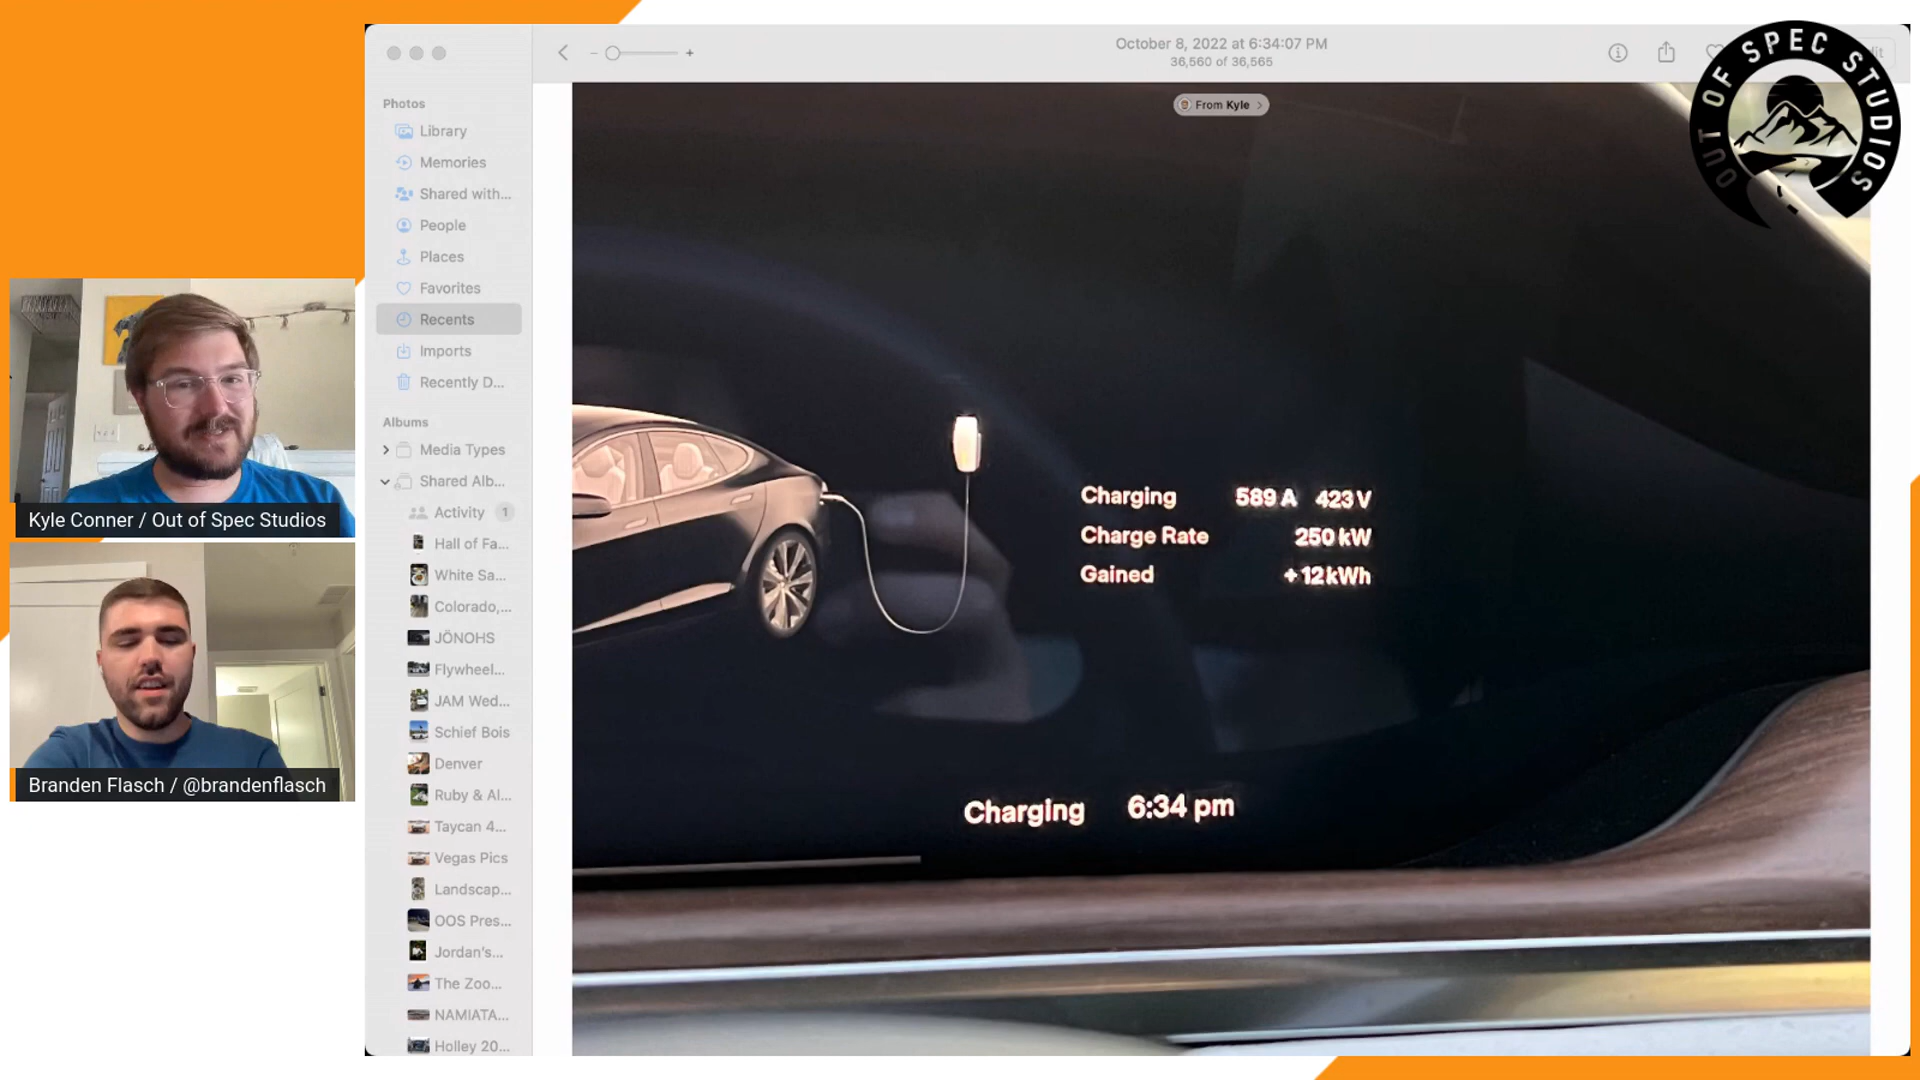 October 8, 2022 at 6:34:07 PM
36,560 of 36,565
OUT OF SPEC STUDIOS
From Kyle
Photos
Library
Memories
Shared with...
People
Places
Favorites
Recents
Imports
Recently D...
Albums
Media Types
Shared Alb...
Activity 1
Hall of Fa...
White Sa...
Colorado,...
JÖNOHS
Flywheel...
JAM Wed...
Schief Bois
Denver
Ruby & Al...
Taycan 4...
Vegas Pics
Landscap...
OOS Pres...
Jordan's...
The Zoo...
NAMIATA...
Holley 20...
Charging 589 A 423 V
Charge Rate 250 kW
Gained +12 kWh
Charging 6:34 pm
Kyle Conner / Out of Spec Studios
Branden Flasch / @brandenflasch